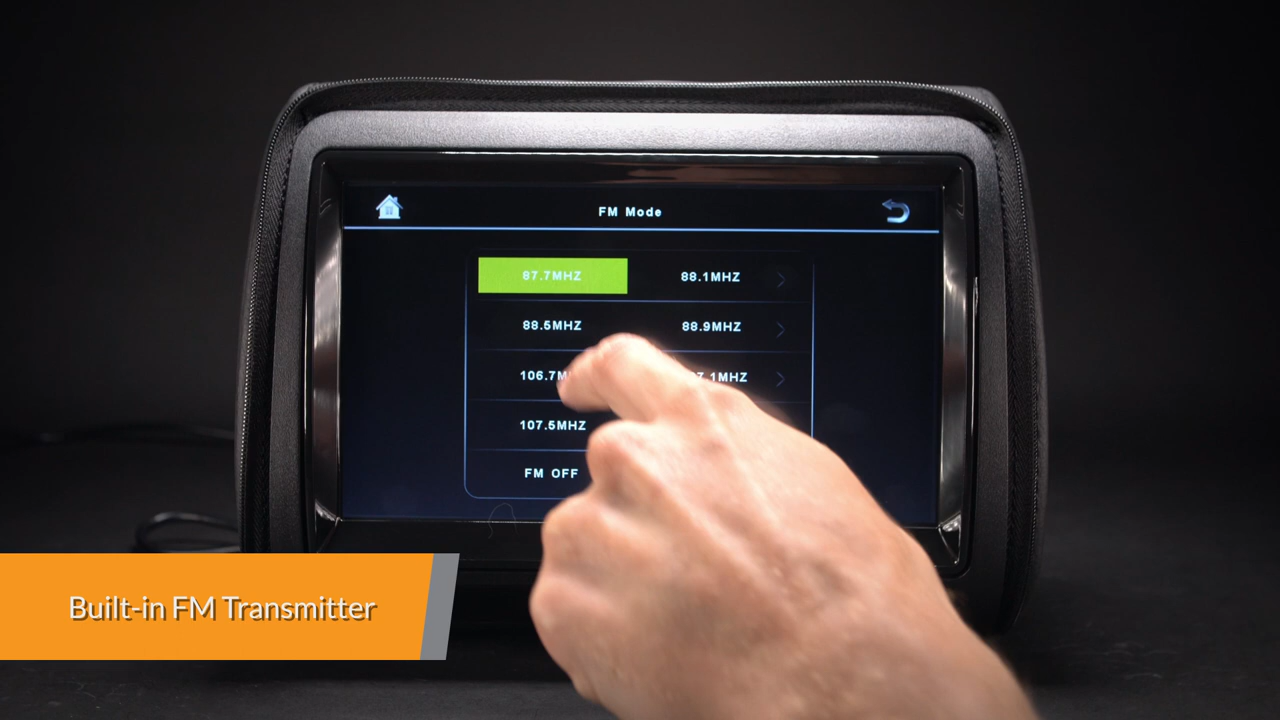 FM Mode
87.7MHZ 88.1MHZ
88.5MHZ 88.9MHZ
107.5MHZ
FM OFF
Built-in FM Transmitter